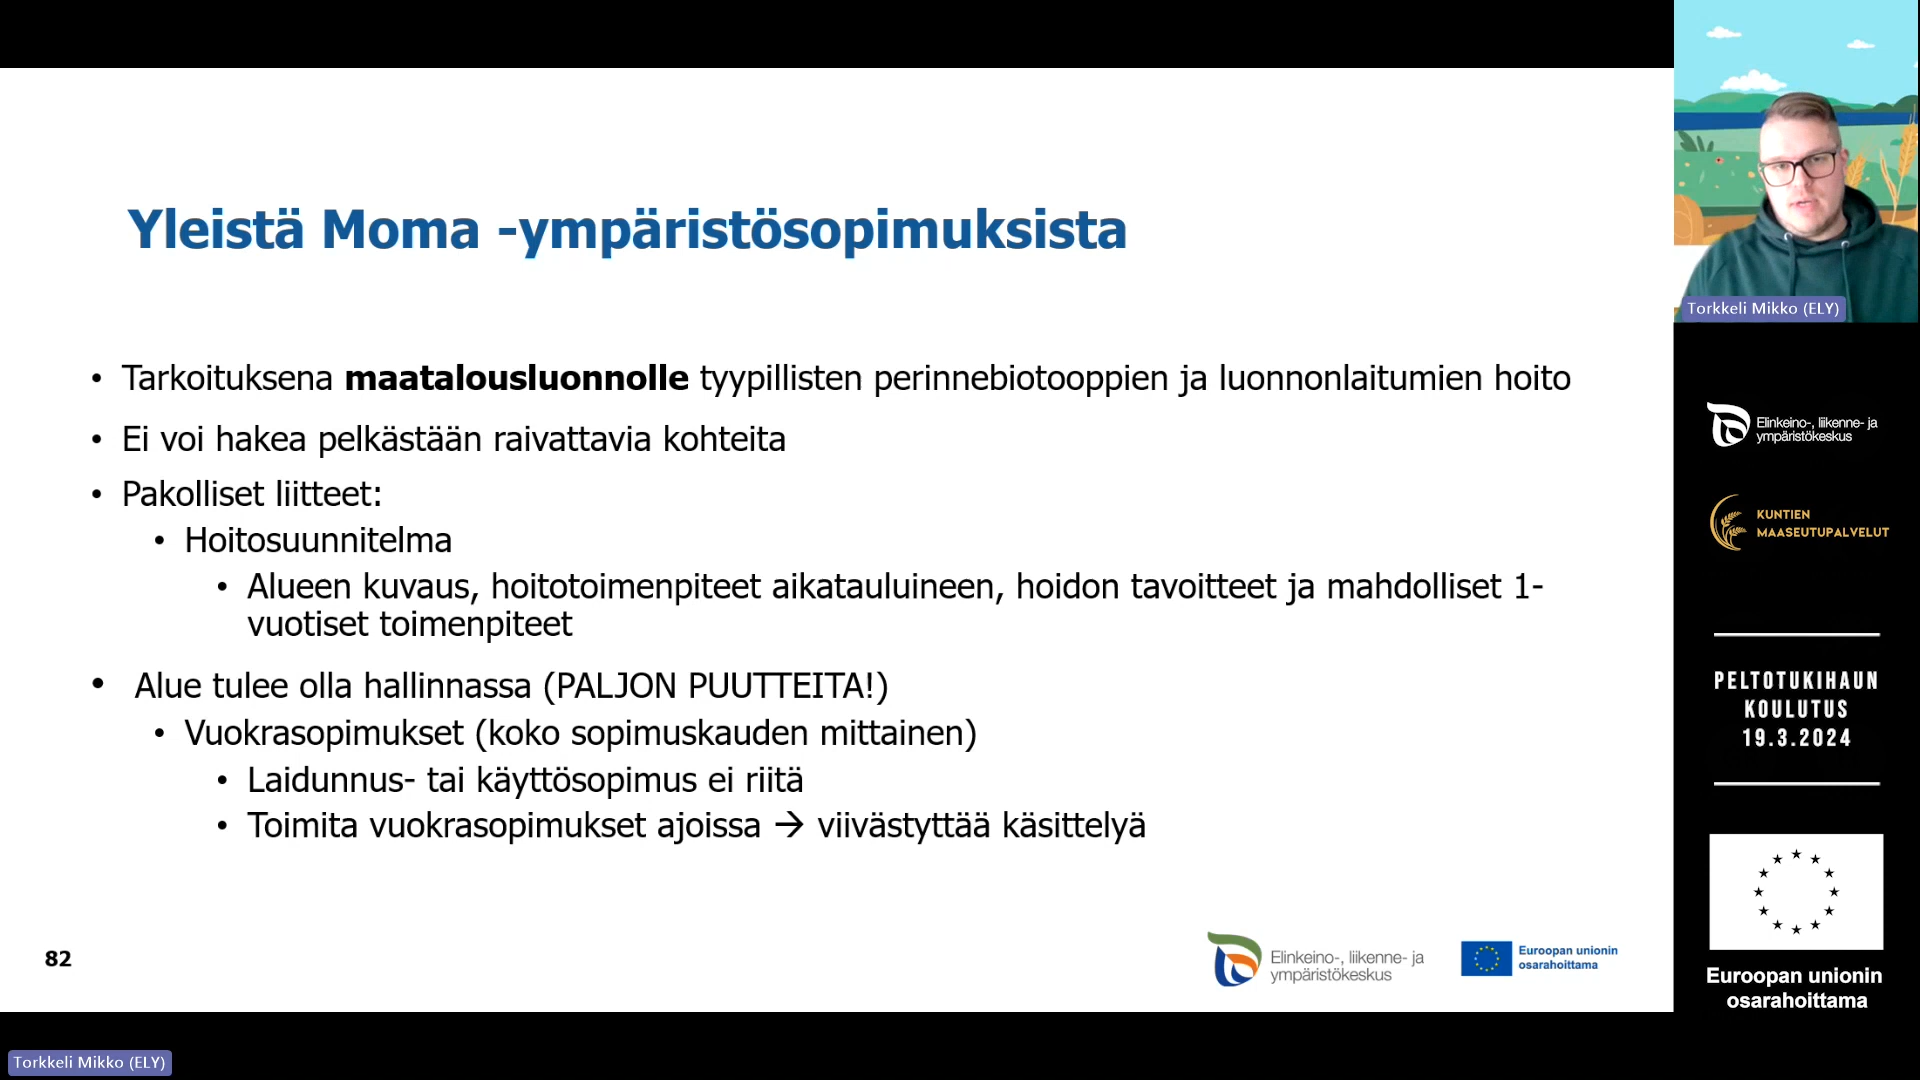 Yleistä Moma -ympäristösopimuksista
• Tarkoituksena maatalousluonnolle tyypillisten perinnebiotooppien ja luonnonlaitumien hoito
• Ei voi hakea pelkästään raivattavia kohteita
• Pakolliset liitteet:
• Hoitosuunnitelma
• Alueen kuvaus, hoitotoimenpiteet aikatauluineen, hoidon tavoitteet ja mahdolliset 1-
vuotiset toimenpiteet
• Alue tulee olla hallinnassa (PALJON PUUTTEITA!)
• Vuokrasopimukset (koko sopimuskauden mittainen)
• Laidunnus- tai käyttösopimus ei riitä
• Toimita vuokrasopimukset ajoissa → viivästyttää käsittelyä
82
Elinkeino-, liikenne- ja
ympäristökeskus
Euroopan unionin
osarahoittama
Torkkeli Mikko (ELY)
Elinkeino-, liikenne- ja
ympäristökeskus
KUNTIEN
MAASEUTUPALVELUT
PELTOTUKIHAUN
KOULUTUS
19.3.2024
Euroopan unionin
osarahoittama
Torkkeli Mikko (ELY)